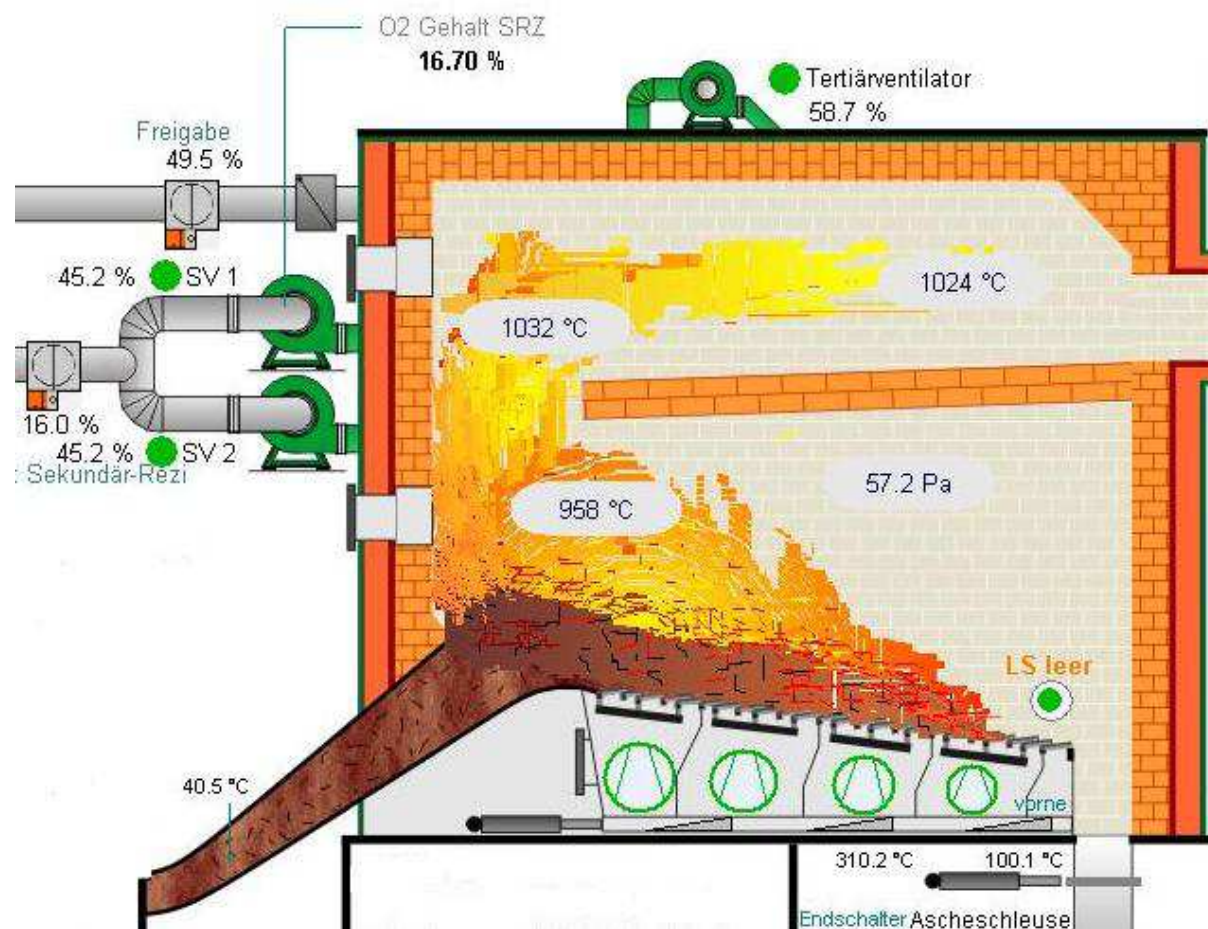 O2 Gehalt SRZ
16.70 %
Tertiärventilator
58.7 %
Freigabe
49.5 %
45.2 %
SV 1
1024 °C
1032 °C
16.0 %
45.2 %
SV 2
: Sekundär-Rezi
57.2 Pa
958 °C
LS leer
40.5 °C
vorne
310.2 °C
100.1 °C
Endschalter
Ascheschleuse